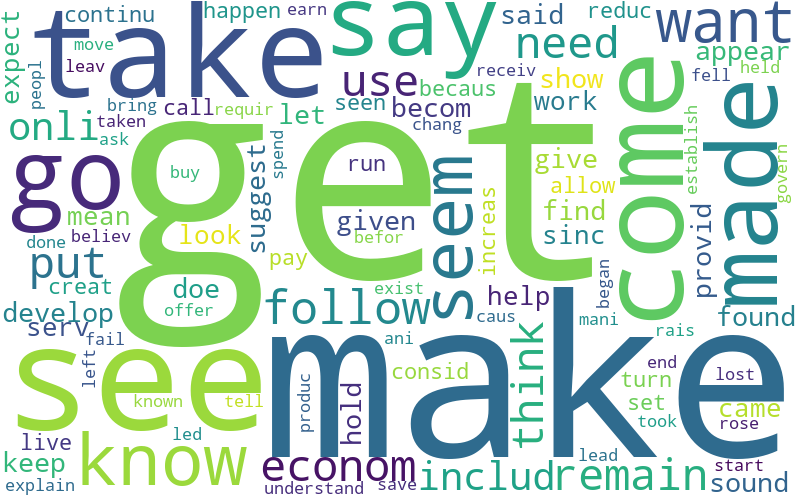 continu happen earn take say said reduc want
expect move leav peopl need appear
bring call requir use becaus receiv show fell held
taken let seen becom work
onli ask chang
go get come made
mean buy spend suggest run give allow establish govern
done believ look given find
put befor seem increas sinc provid
creat doe pay exist
develop offer follow help began mani found
serv fail caus rais
see left make ani think end lost
known tell produc hold consid turn set came
live know led took rose
keep econom includ remain lead start sound
explain understand save